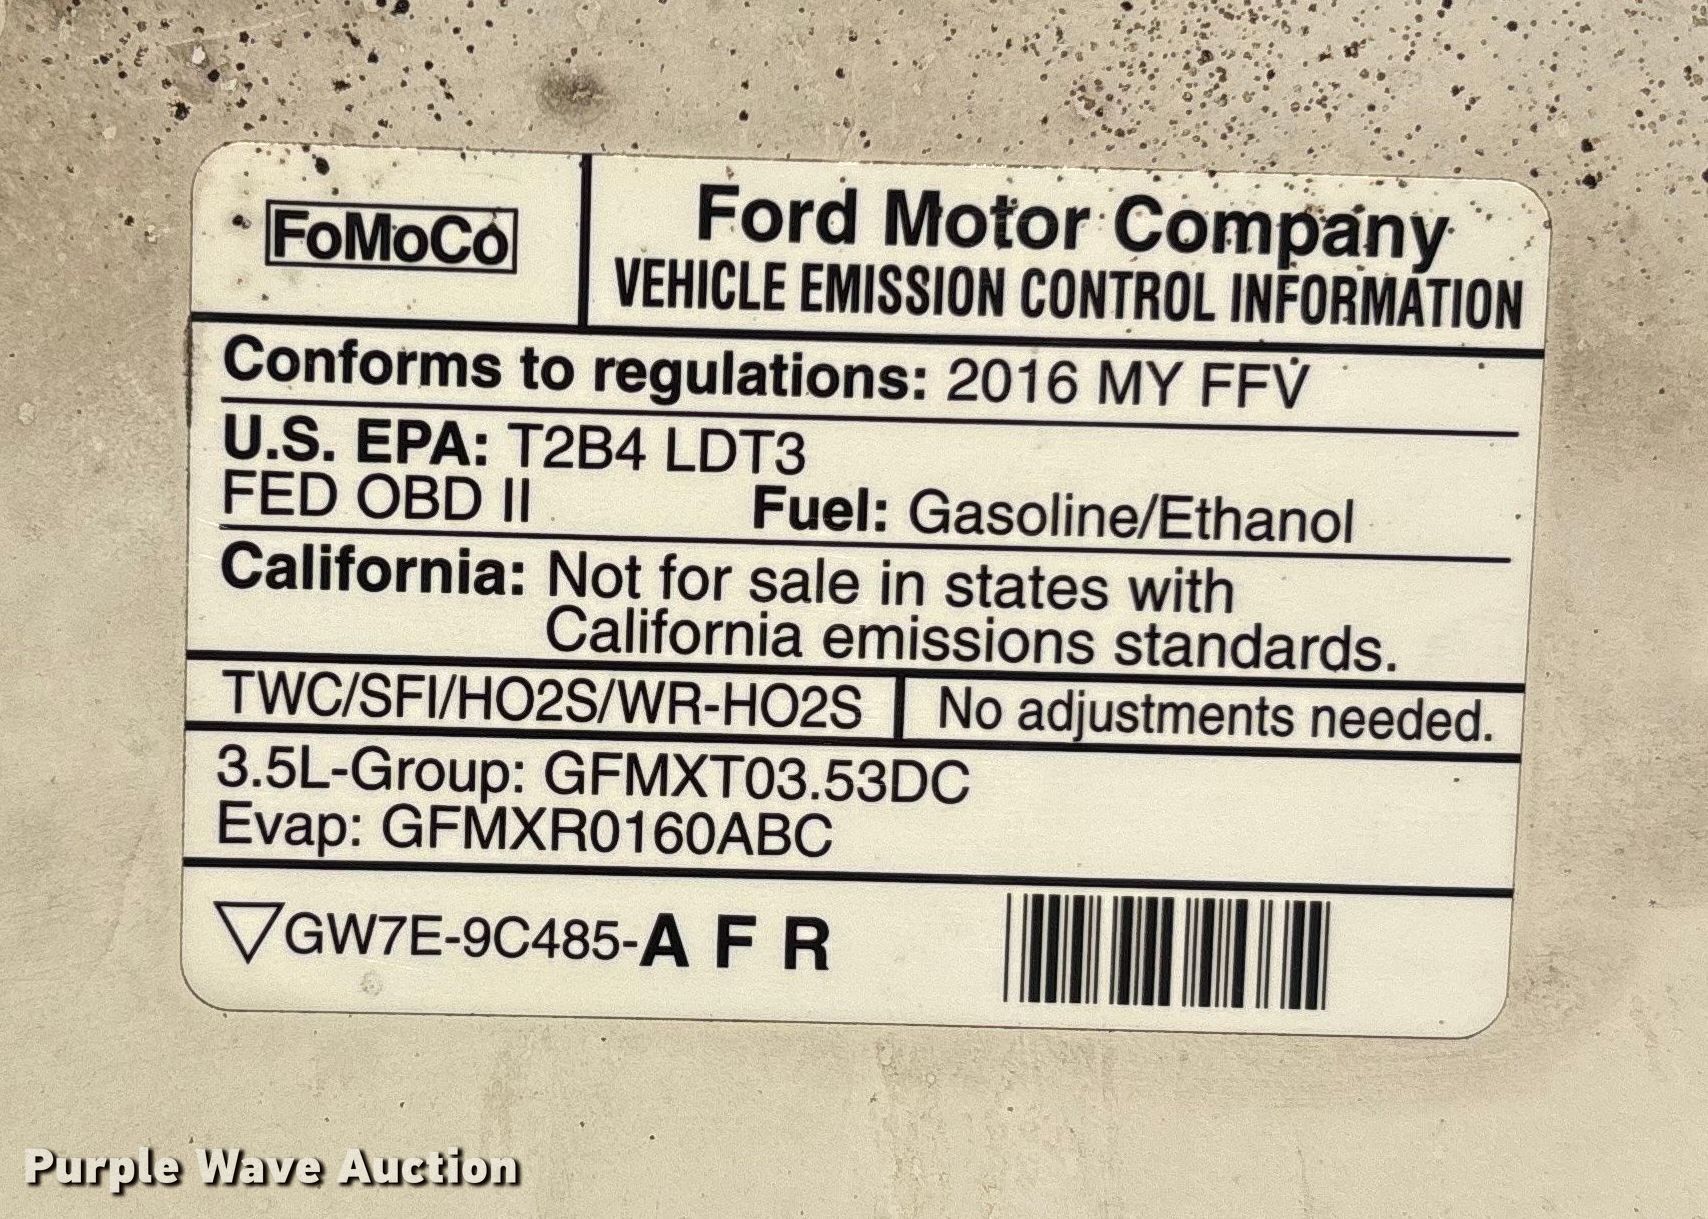 FoMoCo
Ford Motor Company
VEHICLE EMISSION CONTROL INFORMATION
Conforms to regulations: 2016 MY FFV
U.S. EPA: T2B4 LDT3
FED OBD II Fuel: Gasoline/Ethanol
California: Not for sale in states with
California emissions standards.
TWC/SFI/HO2S/WR-HO2S No adjustments needed.
3.5L-Group: GFMXT03.53DC
Evap: GFMXR0160ABC
GW7E-9C485-A F R
Purple Wave Auction